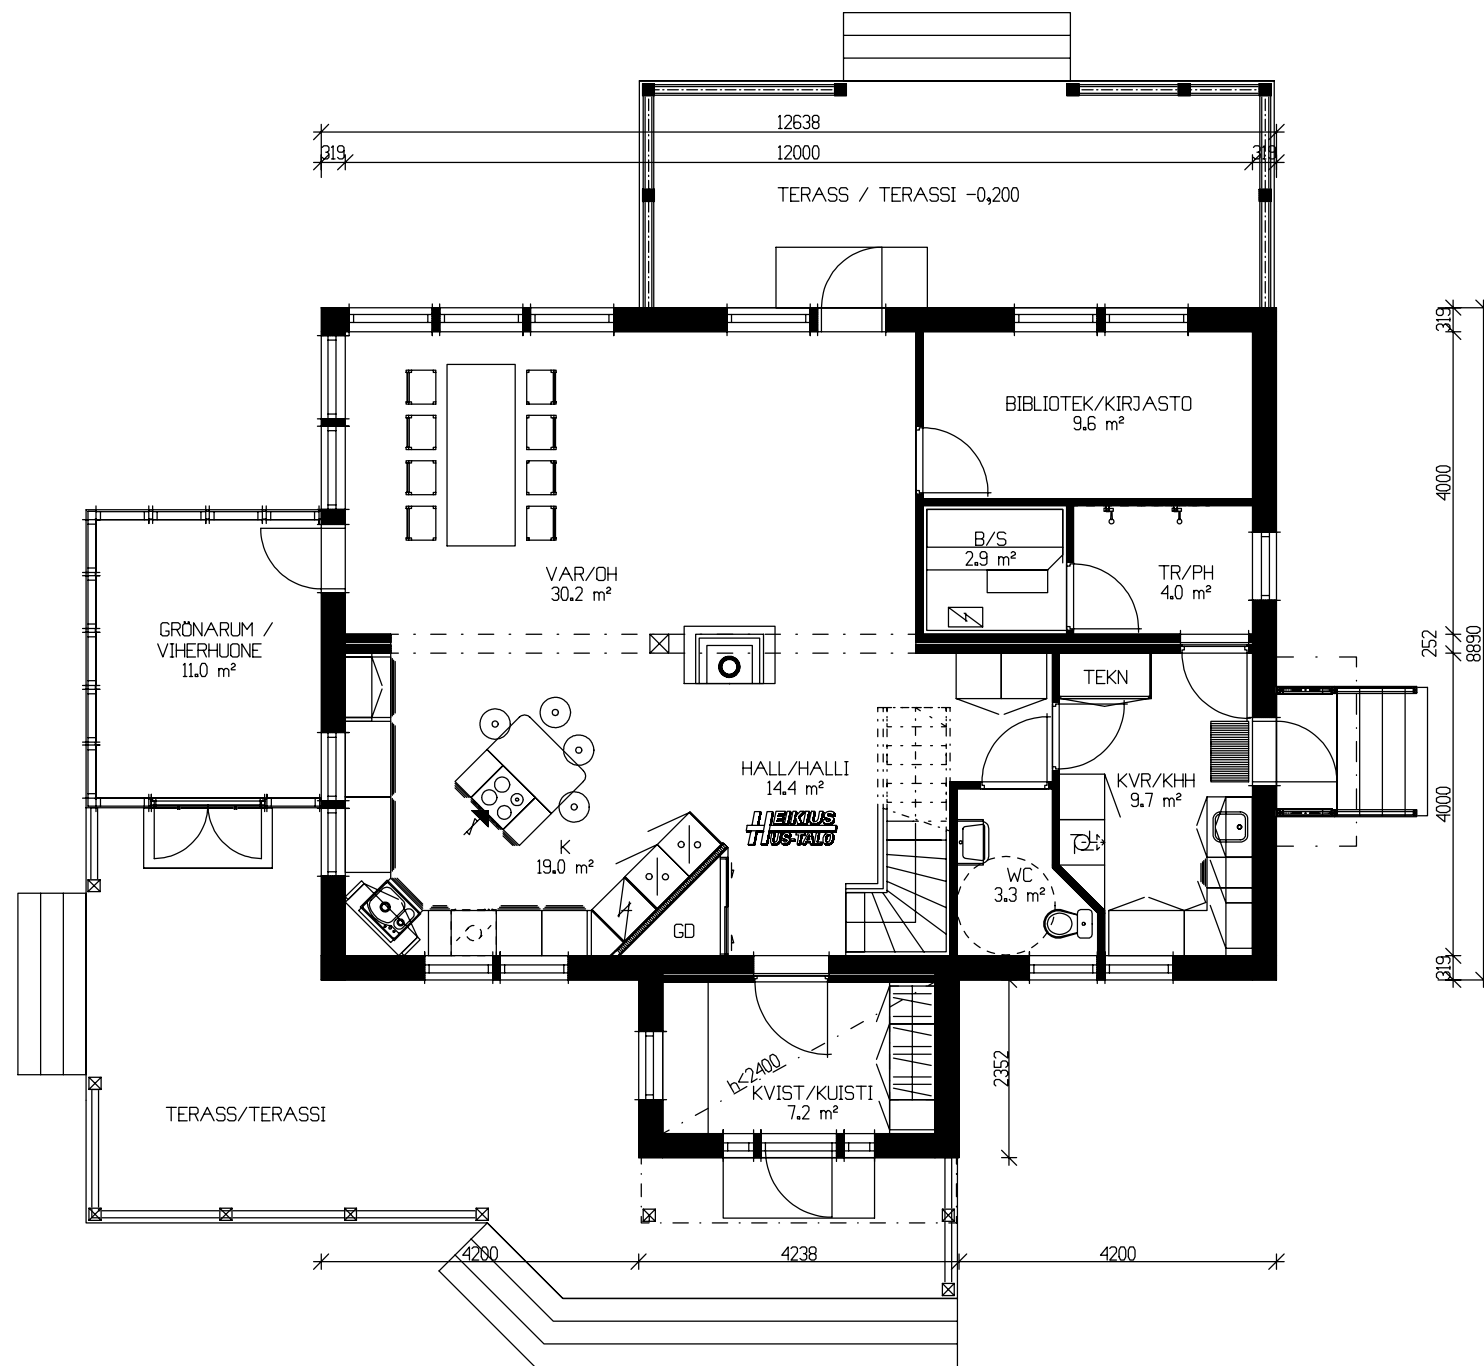 12638
319
12000
319
TERASS / TERASSI -0,200
319
BIBLIOTEK/KIRJASTO
9.6 m²
4000
B/S
2.9 m²
TR/PH
4.0 m²
VAR/OH
30.2 m²
GRÖNARUM /
VIHERHUONE
11.0 m²
252
8890
TEKN
HALL/HALLI
14.4 m²
KVR/KHH
9.7 m²
4000
HEIKIUS
HUS-TALO
K
19.0 m²
WC
3.3 m²
GD
319
2352
h<2400
KVIST/KUISTI
7.2 m²
TERASS/TERASSI
4200
4238
4200